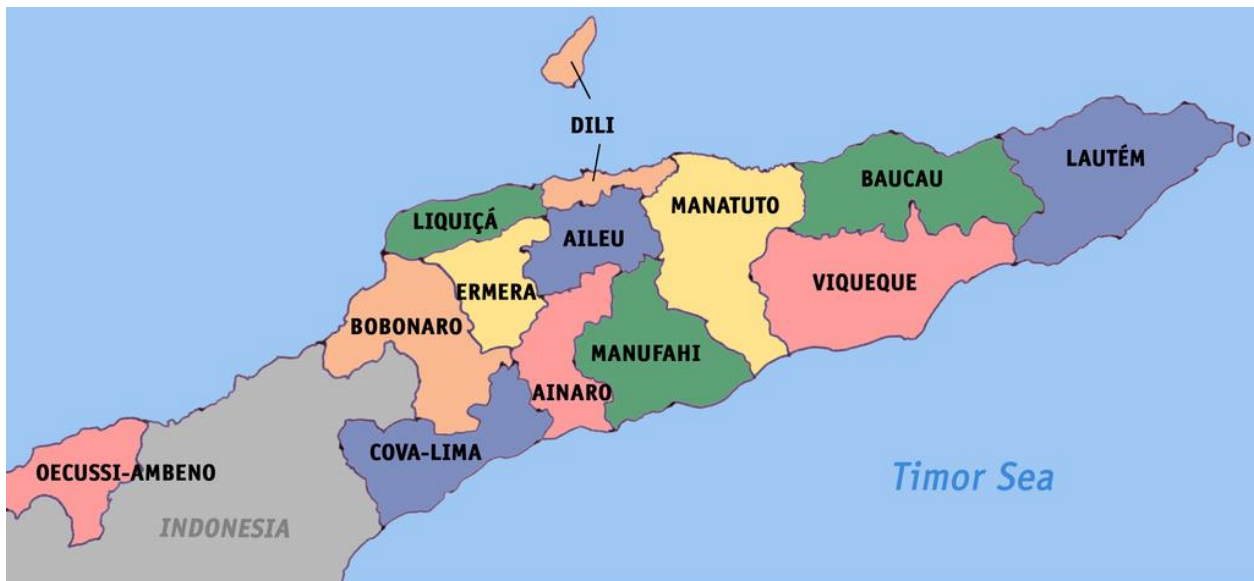 DILI
LAUTÉM
BAUCAU
MANATUTO
LIQUIÇÁ
AILEU
VIQUEQUE
ERMERA
BOBONARO
MANUFAHI
AINARO
COVA-LIMA
OECUSSI-AMBENO
Timor Sea
INDONESIA